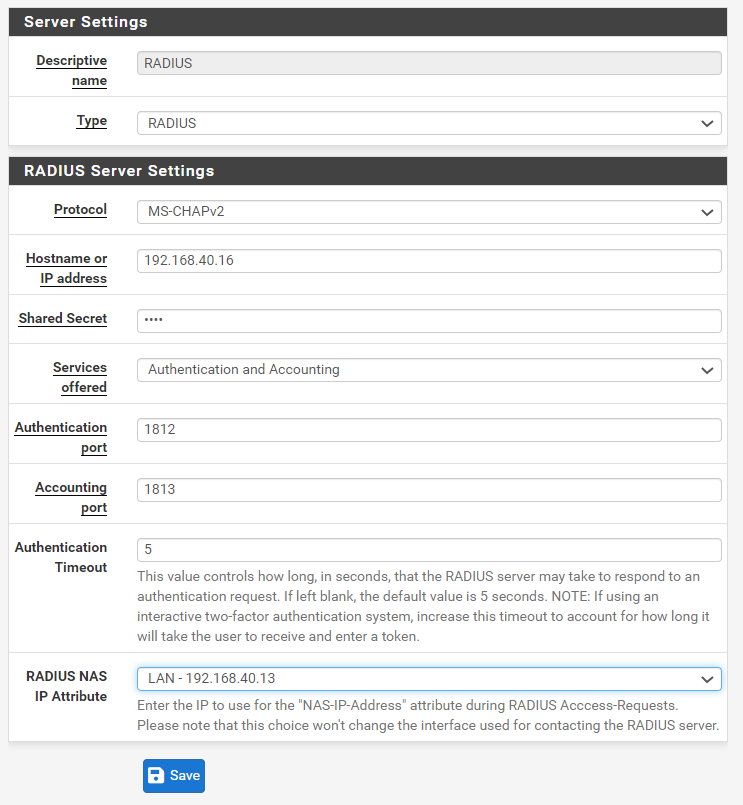 Server Settings
Descriptive
name
RADIUS
Type
RADIUS
RADIUS Server Settings
Protocol
MS-CHAPv2
Hostname or
IP address
192.168.40.16
Shared Secret
••••
Services
offered
Authentication and Accounting
Authentication
port
1812
Accounting
port
1813
Authentication
Timeout
5
This value controls how long, in seconds, that the RADIUS server may take to respond to an
authentication request. If left blank, the default value is 5 seconds. NOTE: If using an
interactive two-factor authentication system, increase this timeout to account for how long it
will take the user to receive and enter a token.
RADIUS NAS
IP Attribute
LAN - 192.168.40.13
Enter the IP to use for the "NAS-IP-Address" attribute during RADIUS Acccess-Requests.
Please note that this choice won't change the interface used for contacting the RADIUS server.
Save